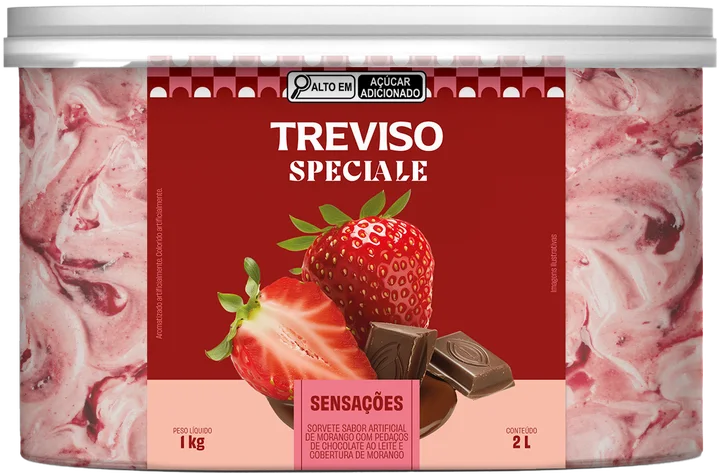 ALTO EM
AÇÚCAR
ADICIONADO
TREVISO
SPECIALE
Aromatizado artificialmente. Colorido artificialmente.
Imagens ilustrativas
PESO LÍQUIDO
1 kg
SENSAÇÕES
SORVETE SABOR ARTIFICIAL
DE MORANGO COM PEDAÇOS
DE CHOCOLATE AO LEITE E
COBERTURA DE MORANGO
CONTEÚDO
2 L